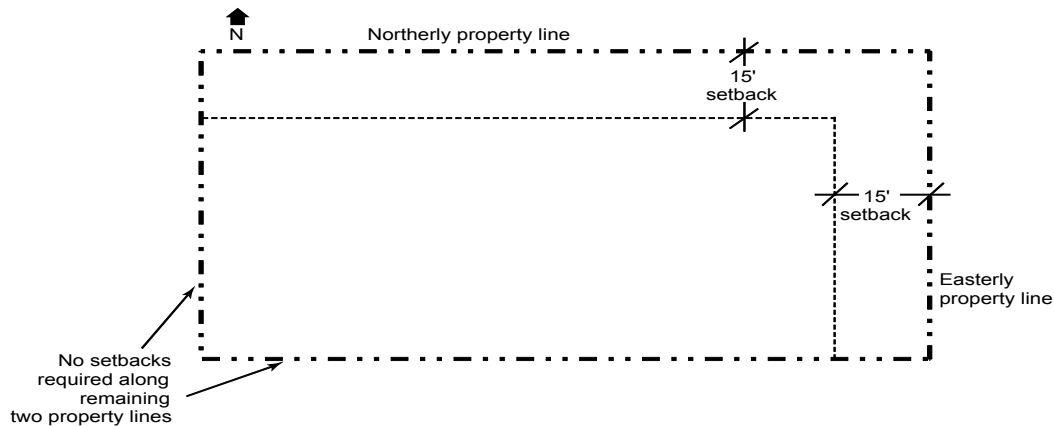 N
Northerly property line
15'
setback
15'
setback
Easterly
property line
No setbacks
required along
remaining
two property lines